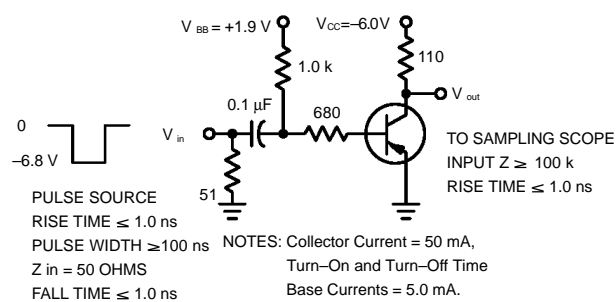 V BB = +1.9 V
VCC=–6.0V
110
1.0 k
V out
0.1 µF
680
0
V in
TO SAMPLING SCOPE
INPUT Z ≥ 100 k
RISE TIME ≤ 1.0 ns
–6.8 V
51
PULSE SOURCE
RISE TIME ≤ 1.0 ns
PULSE WIDTH ≥100 ns
Z in = 50 OHMS
FALL TIME ≤ 1.0 ns
NOTES: Collector Current = 50 mA,
Turn–On and Turn–Off Time
Base Currents = 5.0 mA.